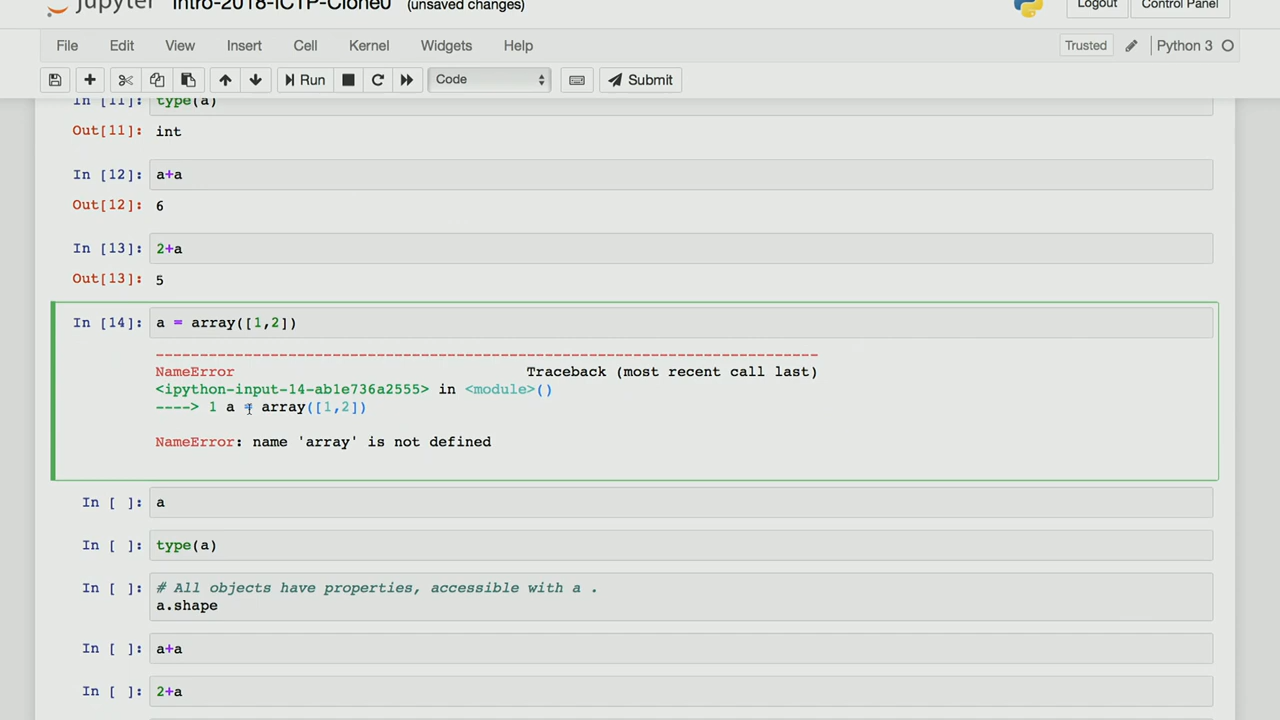 jupyter Intro-2018-ICTP-Clone0 (unsaved changes) Logout Control Panel
File Edit View Insert Cell Kernel Widgets Help Trusted Python 3
Run Code Submit
In [11]: type(a)
Out[11]: int
In [12]: a+a
Out[12]: 6
In [13]: 2+a
Out[13]: 5
In [14]: a = array([1,2])
---------------------------------------------------------------------------
NameError Traceback (most recent call last)
<ipython-input-14-ab1e736a2555> in <module>()
----> 1 a = array([1,2])
NameError: name 'array' is not defined
In [ ]: a
In [ ]: type(a)
In [ ]: # All objects have properties, accessible with a .
a.shape
In [ ]: a+a
In [ ]: 2+a